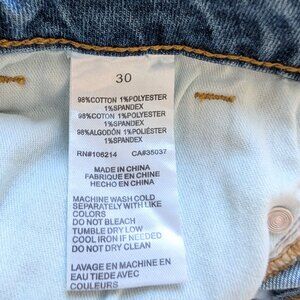 30
98%COTTON 1%POLYESTER
1%SPANDEX
98%COTON 1%POLYESTER
1%SPANDEX
98%ALGODÓN 1%POLIÉSTER
1%SPANDEX
RN#106214 CA#35037
MADE IN CHINA
FABRIQUE EN CHINE
HECHO EN CHINA
MACHINE WASH COLD
SEPARATELY WITH LIKE
COLORS
DO NOT BLEACH
TUMBLE DRY LOW
COOL IRON IF NEEDED
DO NOT DRY CLEAN
LAVAGE EN MACHINE EN
COULEURS